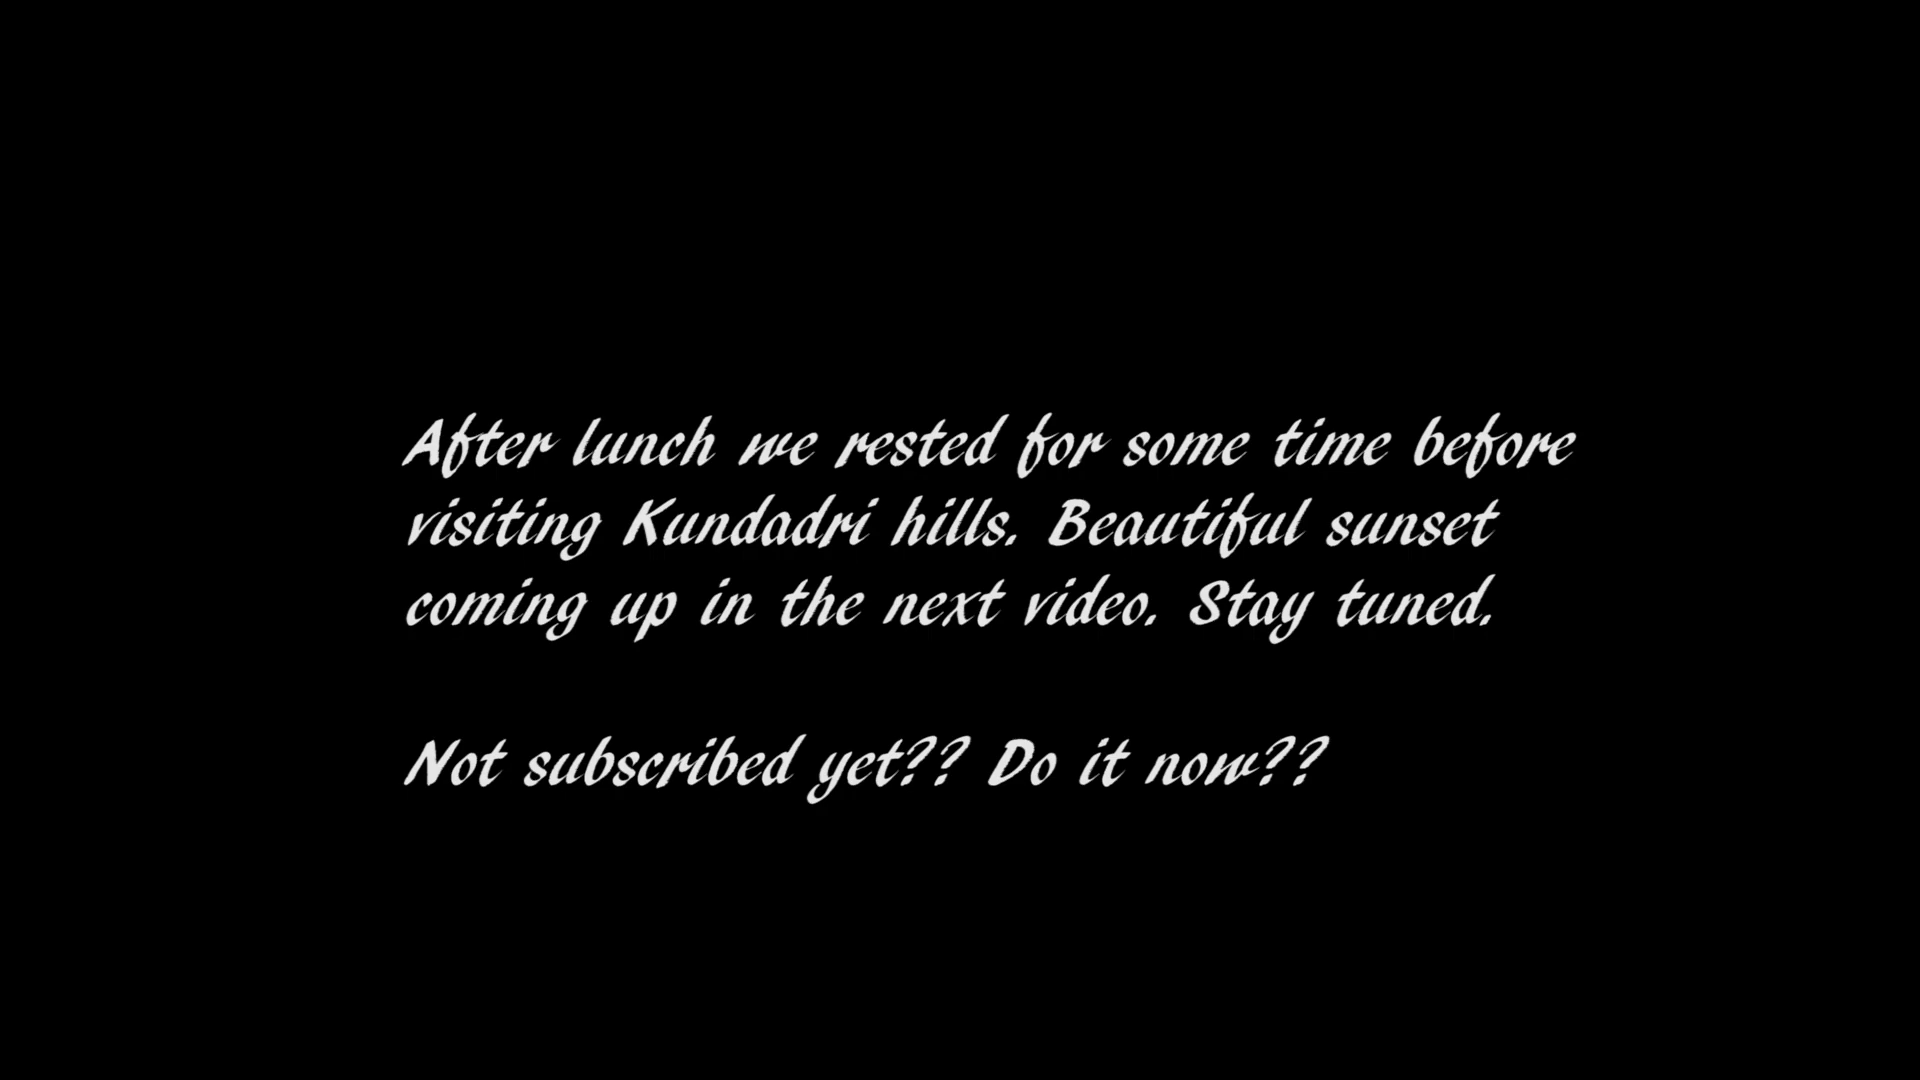 After lunch we rested for some time before
visiting Kundadri hills. Beautiful sunset
coming up in the next video. Stay tuned.
Not subscribed yet?? Do it now??